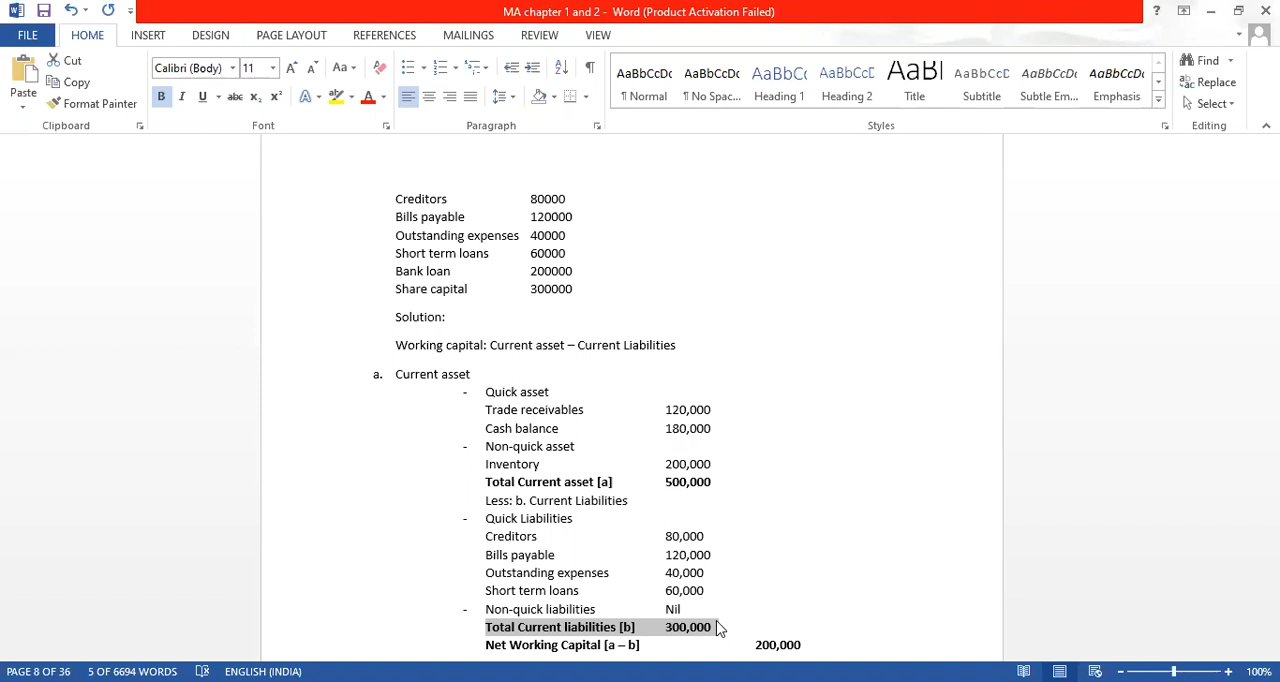 MA chapter 1 and 2 - Word (Product Activation Failed)
FILE HOME INSERT DESIGN PAGE LAYOUT REFERENCES MAILINGS REVIEW VIEW
Paste
Cut
Copy
Format Painter
Clipboard
Calibri (Body) 11
Font
Paragraph
AaBbCcDc AaBbCcDc AaBbCc AaBbCcD AaBl AaBbCcD AaBbCcDc AaBbCcDc
¶ Normal ¶ No Spac... Heading 1 Heading 2 Title Subtitle Subtle Em... Emphasis
Styles
Find
Replace
Select
Editing
Creditors 80000
Bills payable 120000
Outstanding expenses 40000
Short term loans 60000
Bank loan 200000
Share capital 300000
Solution:
Working capital: Current asset – Current Liabilities
a. Current asset
- Quick asset
Trade receivables 120,000
Cash balance 180,000
- Non-quick asset
Inventory 200,000
Total Current asset [a] 500,000
Less: b. Current Liabilities
- Quick Liabilities
Creditors 80,000
Bills payable 120,000
Outstanding expenses 40,000
Short term loans 60,000
- Non-quick liabilities Nil
Total Current liabilities [b] 300,000
Net Working Capital [a – b] 200,000
PAGE 8 OF 36 5 OF 6694 WORDS ENGLISH (INDIA) 100%